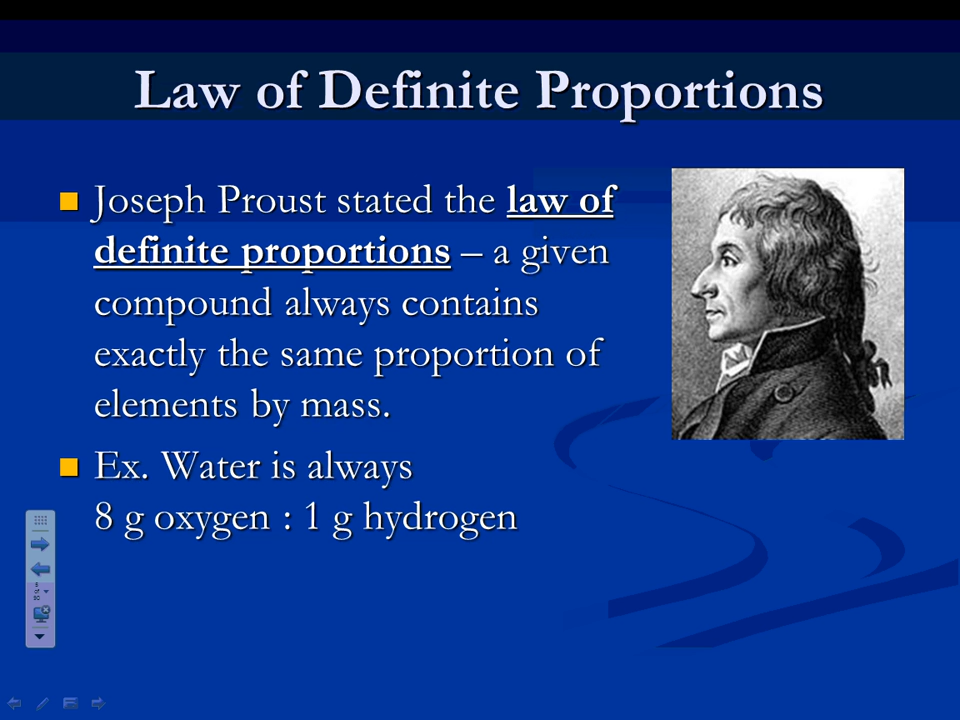 Law of Definite Proportions
Joseph Proust stated the law of
definite proportions – a given
compound always contains
exactly the same proportion of
elements by mass.
Ex. Water is always
8 g oxygen : 1 g hydrogen
of